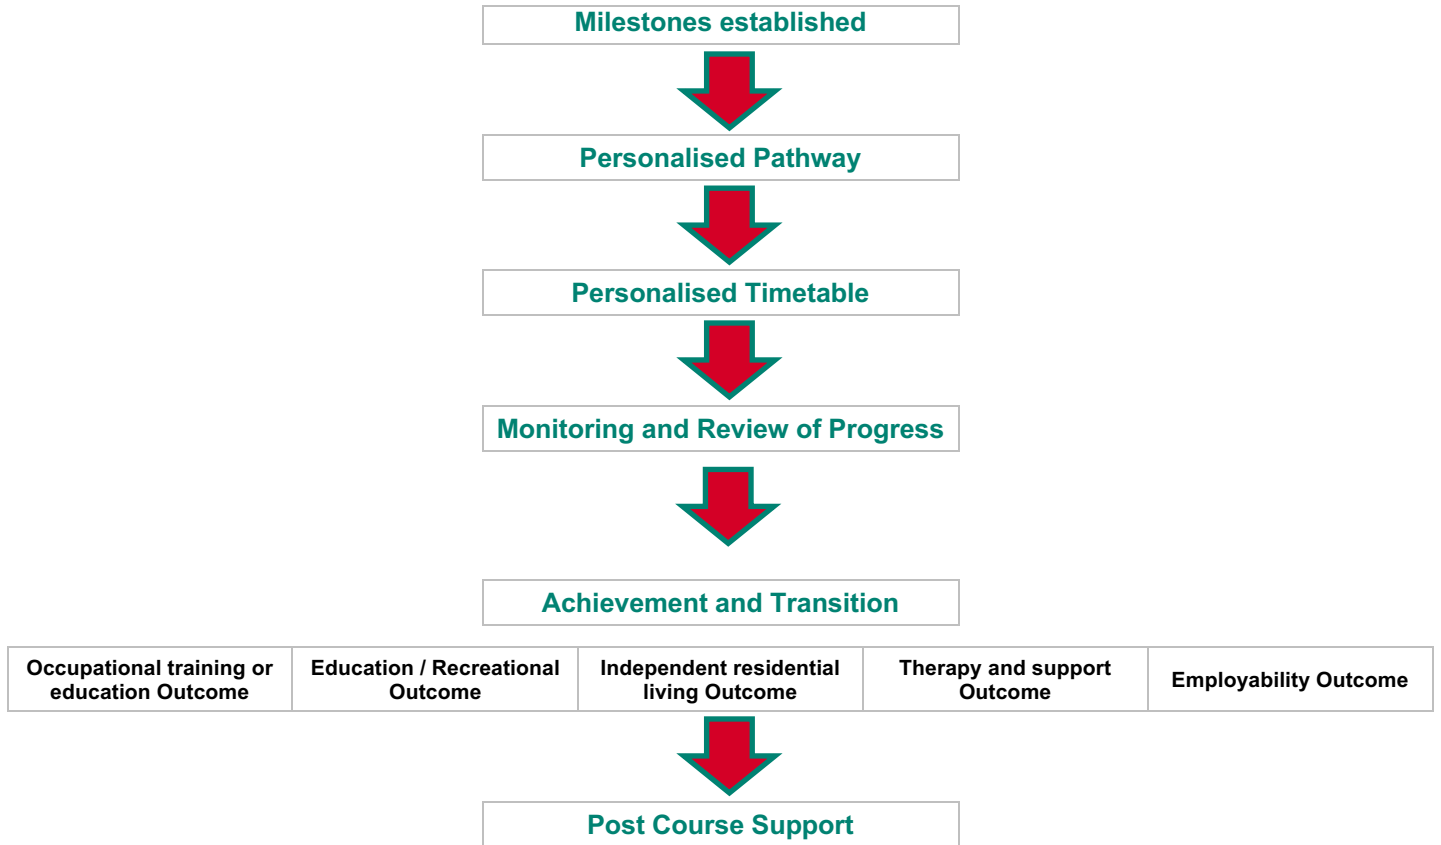 Milestones established
Personalised Pathway
Personalised Timetable
Monitoring and Review of Progress
Achievement and Transition
Occupational training or
education Outcome
Education / Recreational
Outcome
Independent residential
living Outcome
Therapy and support
Outcome
Employability Outcome
Post Course Support